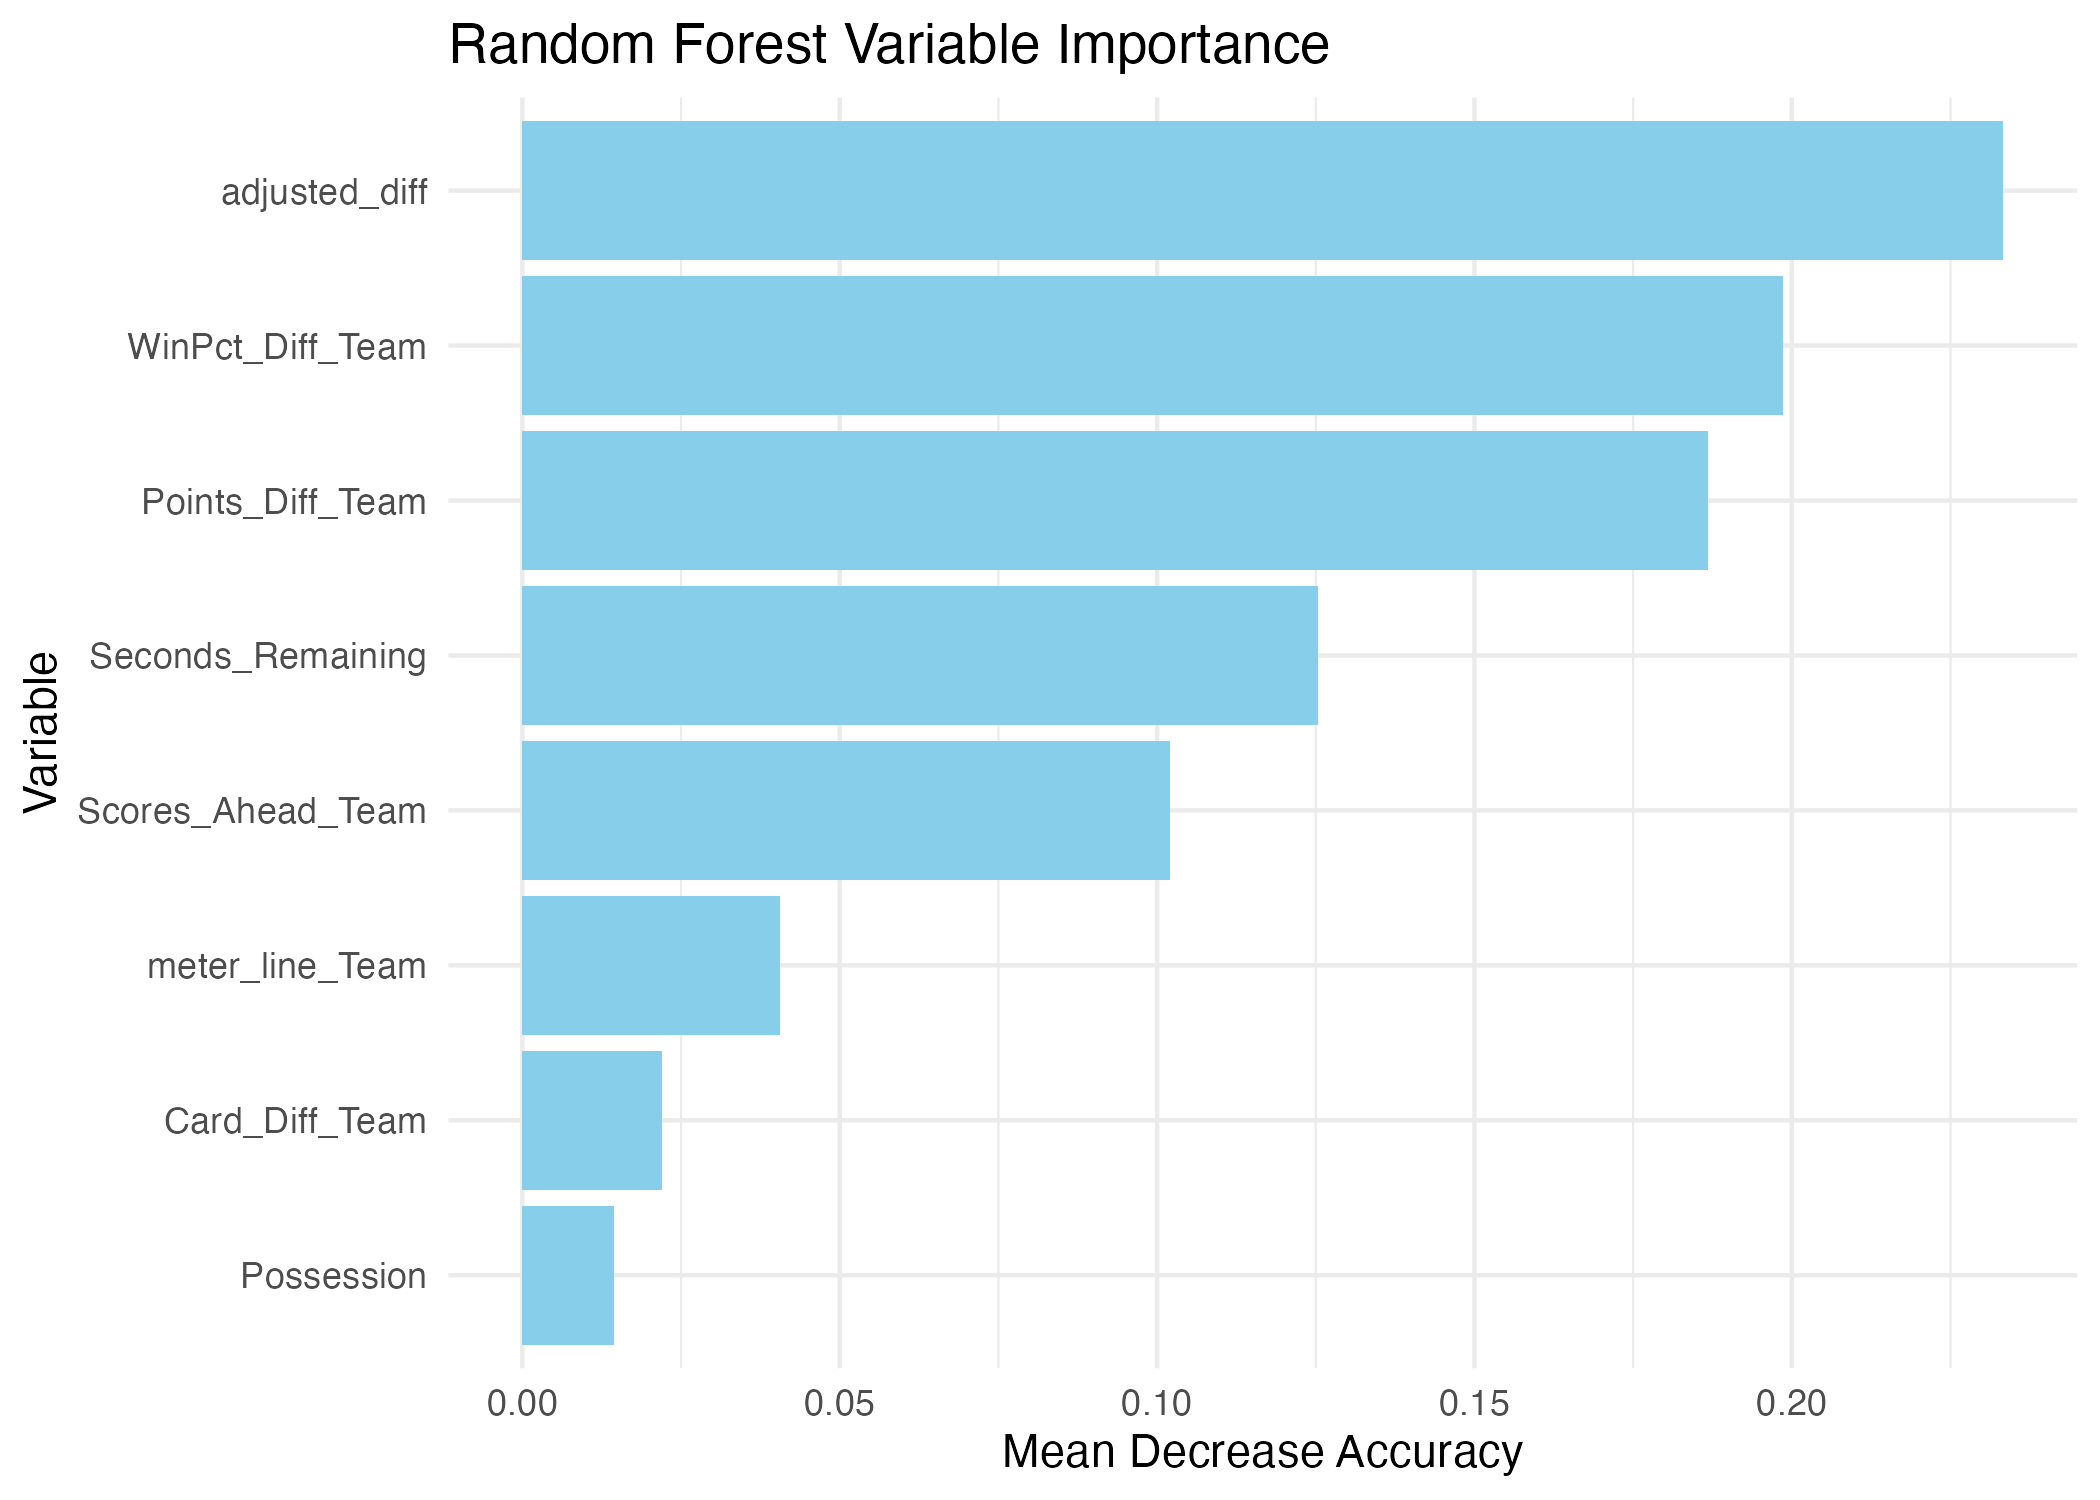 Random Forest Variable Importance
adjusted_diff
WinPct_Diff_Team
Points_Diff_Team
Seconds_Remaining
Scores_Ahead_Team
meter_line_Team
Card_Diff_Team
Possession
Variable
0.00 0.05 0.10 0.15 0.20
Mean Decrease Accuracy